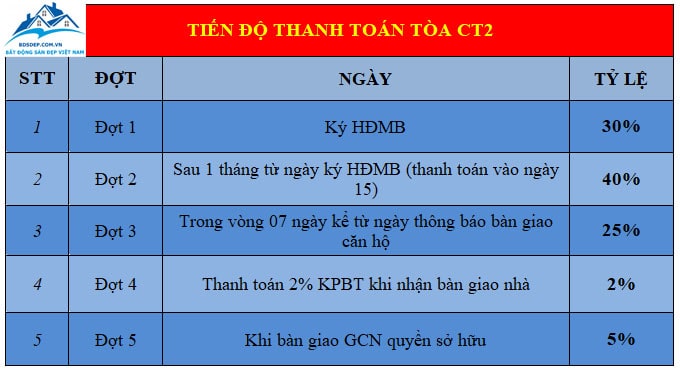 BDSDEP.COM.VN
BẤT ĐỘNG SẢN ĐẸP VIỆT NAM
TIẾN ĐỘ THANH TOÁN TÒA CT2
STT ĐỢT NGÀY TỶ LỆ
1 Đợt 1 Ký HĐMB 30%
2 Đợt 2 Sau 1 tháng từ ngày ký HĐMB (thanh toán vào ngày
15) 40%
3 Đợt 3 Trong vòng 07 ngày kể từ ngày thông báo bàn giao
căn hộ 25%
4 Đợt 4 Thanh toán 2% KPBT khi nhận bàn giao nhà 2%
5 Đợt 5 Khi bàn giao GCN quyền sở hữu 5%